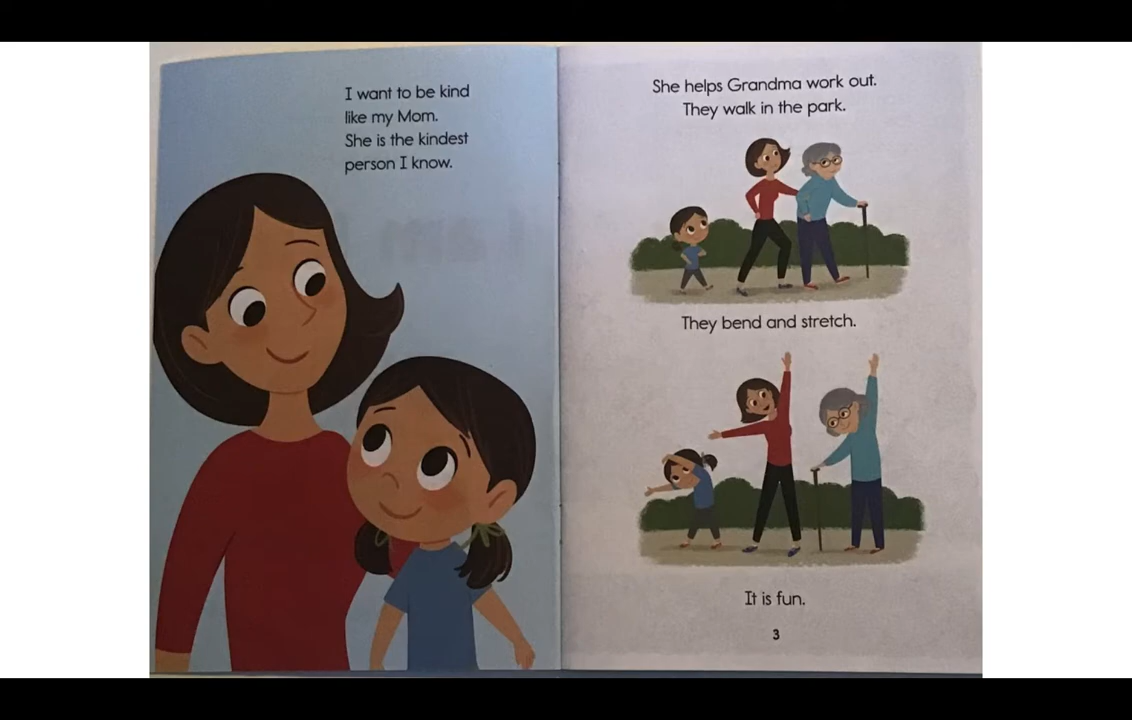 I want to be kind
like my Mom.
She is the kindest
person I know.
She helps Grandma work out.
They walk in the park.
They bend and stretch.
It is fun.
3